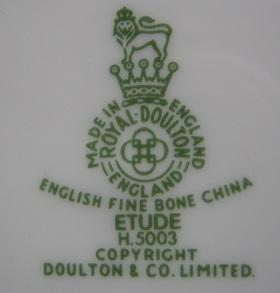 MADE IN ENGLAND
ROYAL·DOULTON
ENGLAND
ENGLISH FINE BONE CHINA
ETUDE
H.5003
COPYRIGHT
DOULTON & CO. LIMITED.